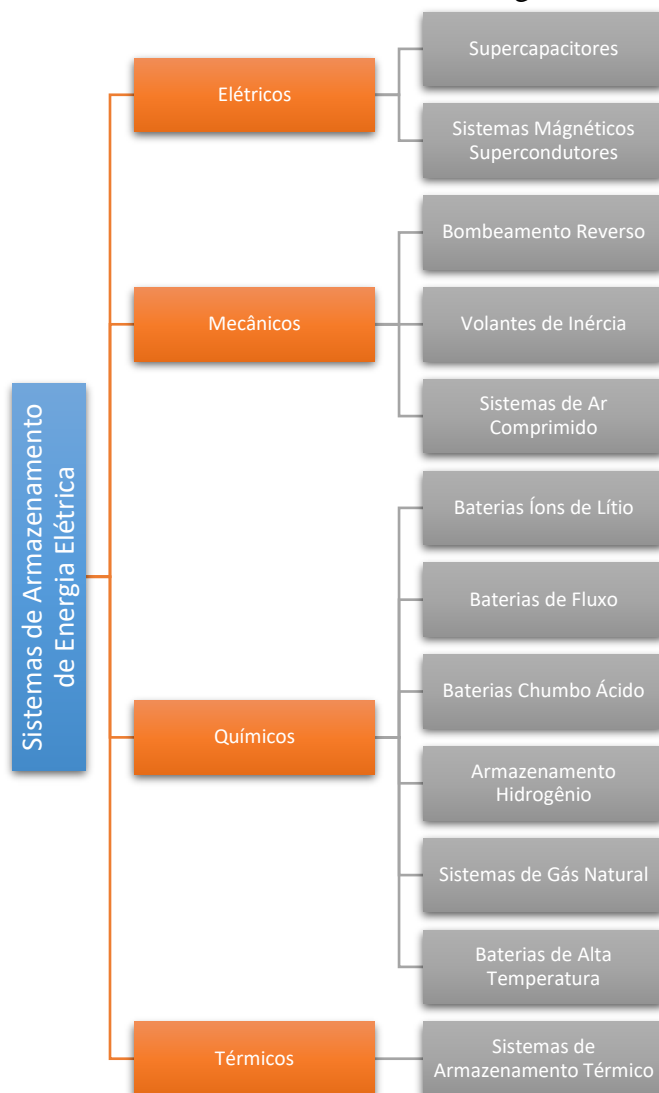 Supercapacitores
Elétricos
Sistemas Mágnéticos
Supercondutores
Bombeamento Reverso
Mecânicos
Volantes de Inércia
Sistemas de Ar
Comprimido
Sistemas de Armazenamento
de Energia Elétrica
Baterias Íons de Lítio
Baterias de Fluxo
Baterias Chumbo Ácido
Químicos
Armazenamento
Hidrogênio
Sistemas de Gás Natural
Baterias de Alta
Temperatura
Térmicos
Sistemas de
Armazenamento Térmico